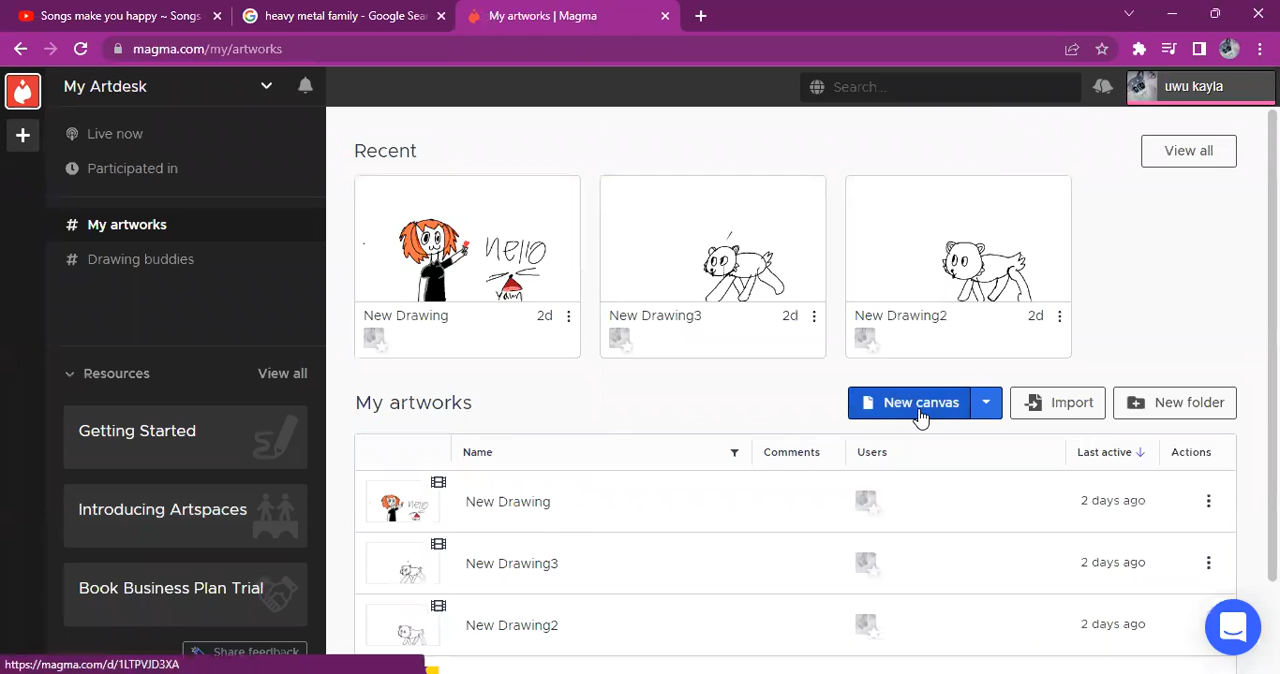 Songs make you happy ~ Songs
heavy metal family - Google Sea
My artworks | Magma
magma.com/my/artworks
My Artdesk
Search...
uwu kayla
Live now
Participated in
# My artworks
# Drawing buddies
Resources
View all
Getting Started
Introducing Artspaces
Book Business Plan Trial
Share feedback
https://magma.com/d/1LTPVJD3XA
Recent
View all
hello
yawn
New Drawing
2d
New Drawing3
2d
New Drawing2
2d
My artworks
New canvas
Import
New folder
Name
Comments
Users
Last active
Actions
New Drawing
2 days ago
New Drawing3
2 days ago
New Drawing2
2 days ago